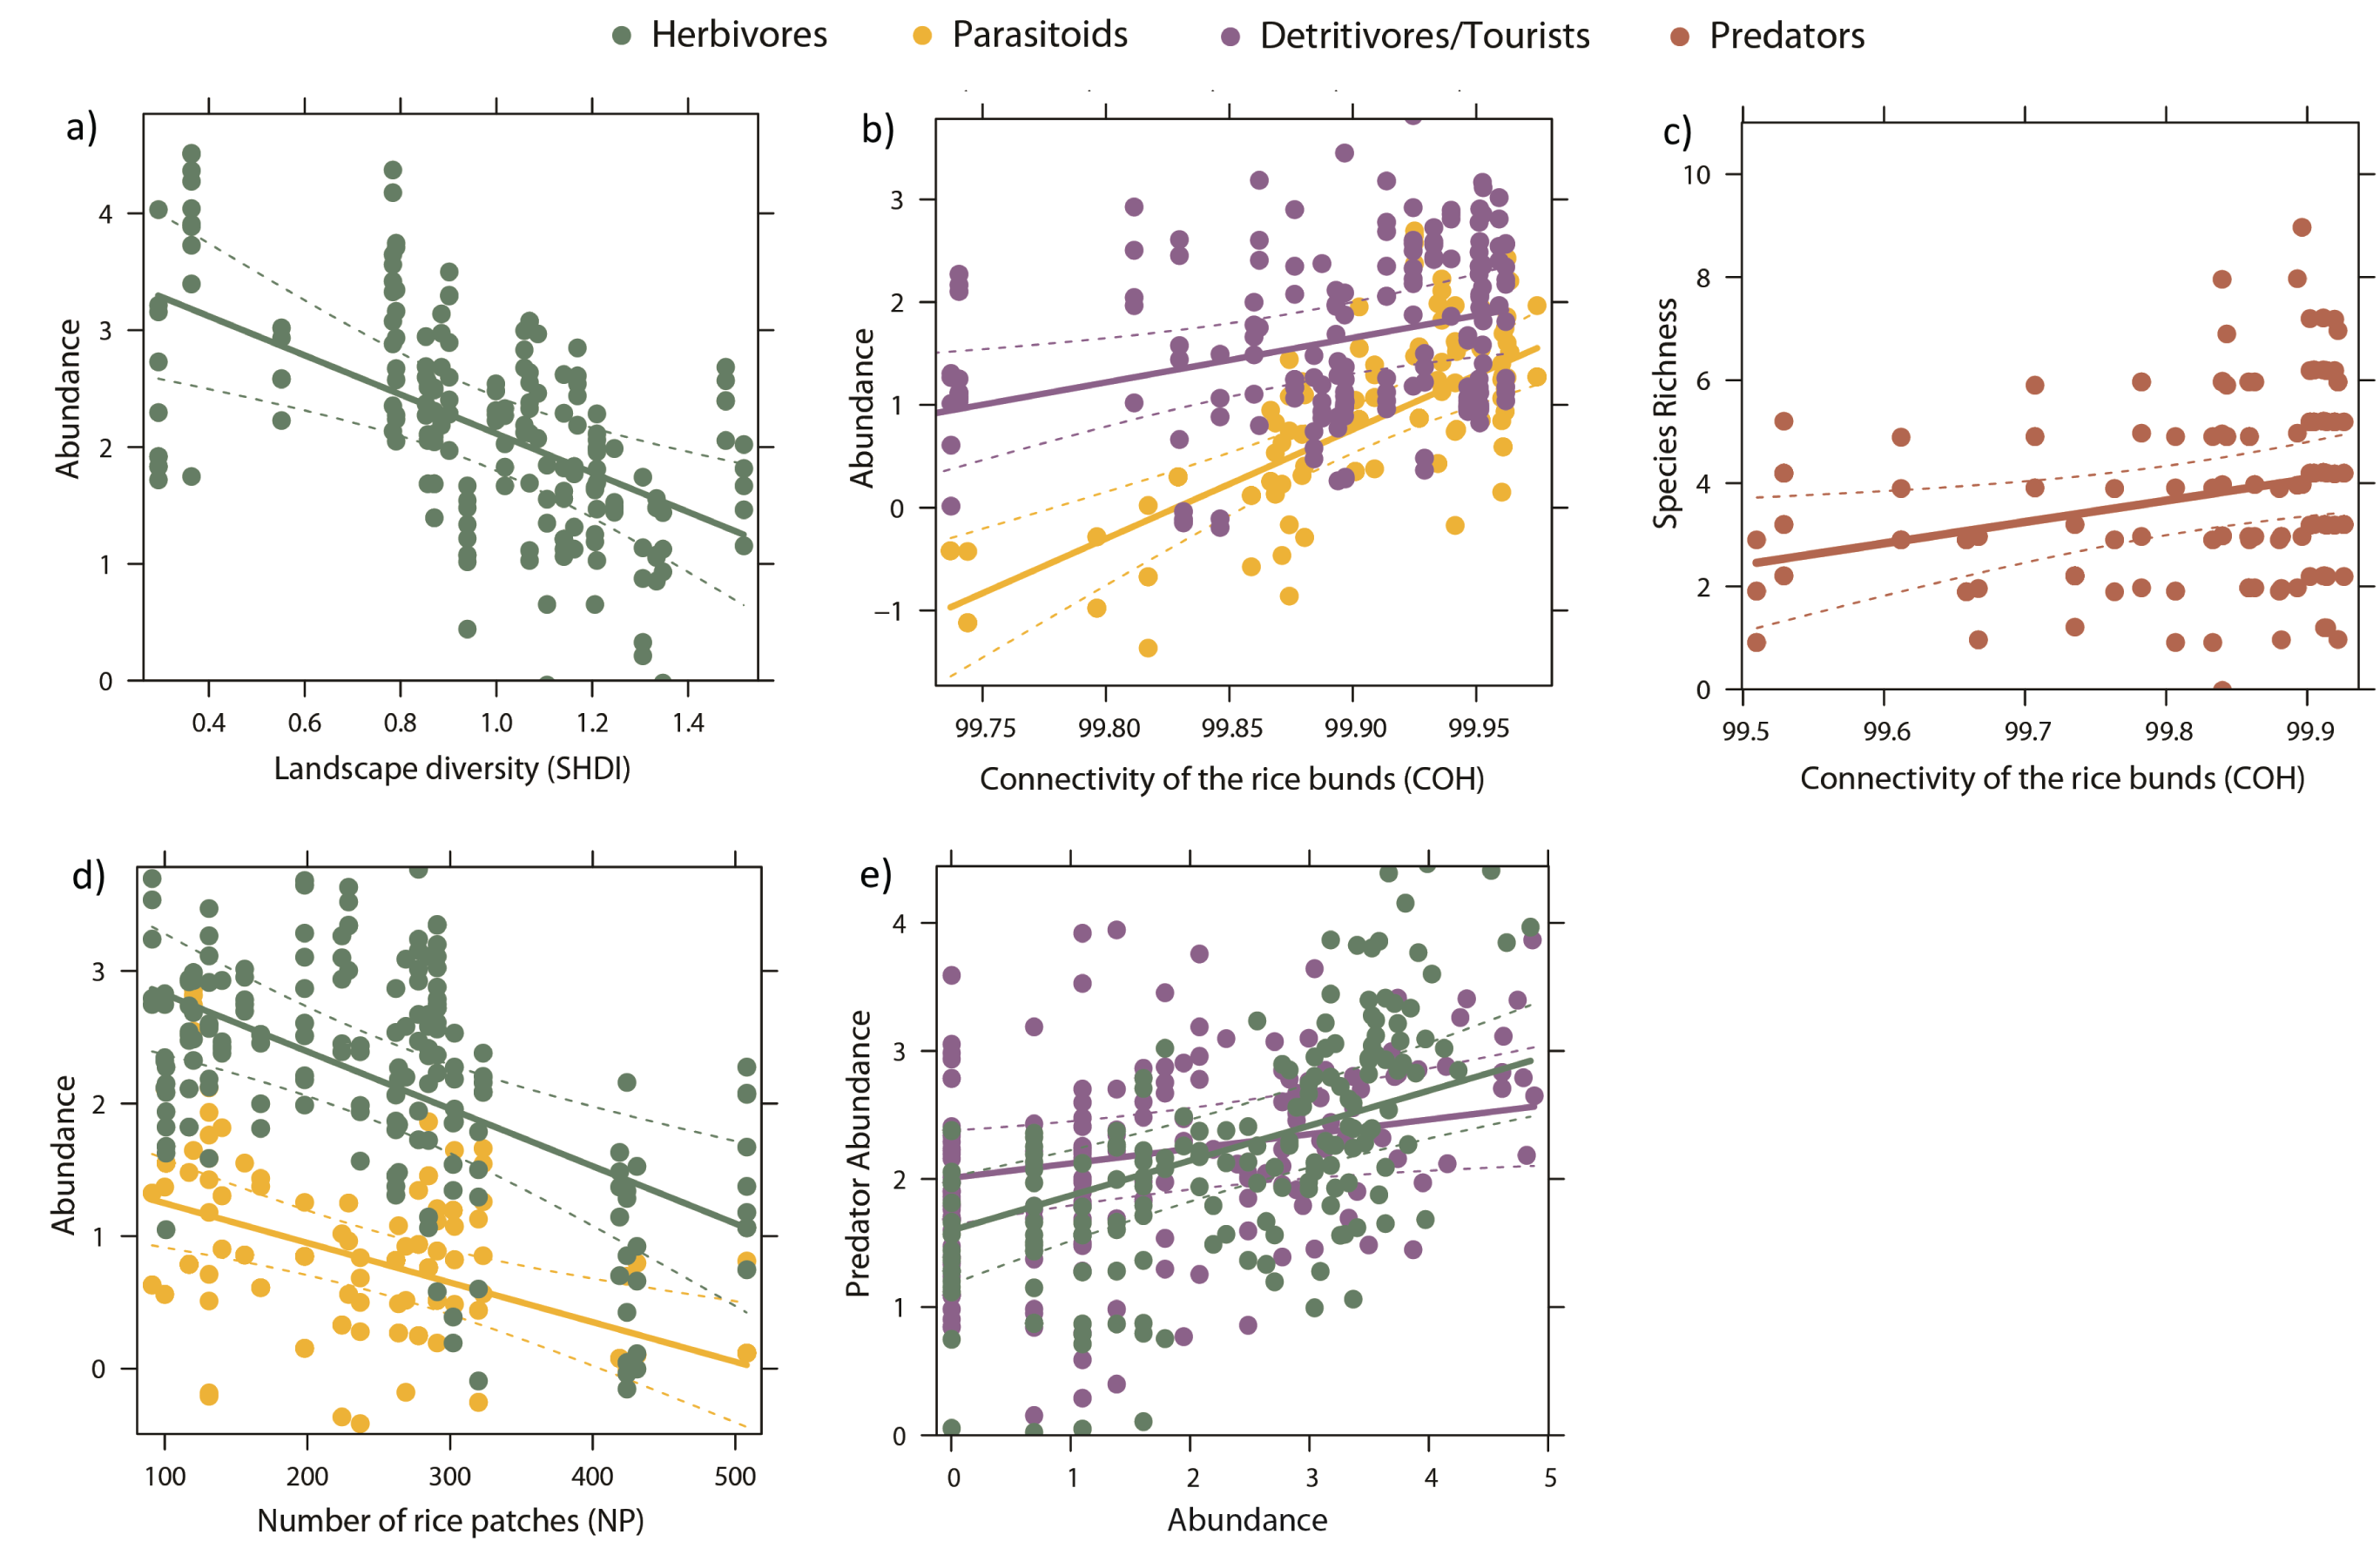 Herbivores Parasitoids Detritivores/Tourists Predators
a)
Abundance
4
3
2
1
0
0.4 0.6 0.8 1.0 1.2 1.4
Landscape diversity (SHDI)
b)
Abundance
3
2
1
0
−1
99.75 99.80 99.85 99.90 99.95
Connectivity of the rice bunds (COH)
c)
Species Richness
10
8
6
4
2
0
99.5 99.6 99.7 99.8 99.9
Connectivity of the rice bunds (COH)
d)
Abundance
3
2
1
0
100 200 300 400 500
Number of rice patches (NP)
e)
Predator Abundance
4
3
2
1
0
0 1 2 3 4 5
Abundance